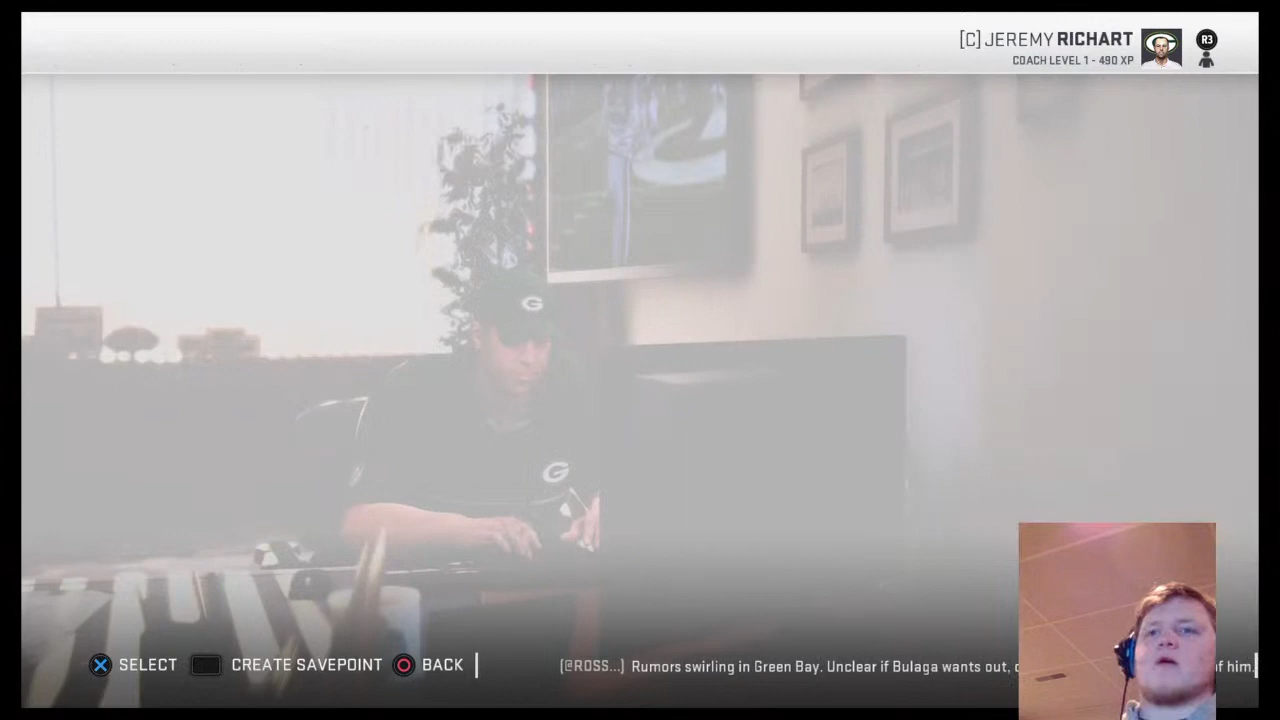 [C] JEREMY RICHART
R3
COACH LEVEL 1 - 490 XP
G
G
SELECT CREATE SAVEPOINT BACK
[@ROSS...] Rumors swirling in Green Bay. Unclear if Bulaga wants out, of him.